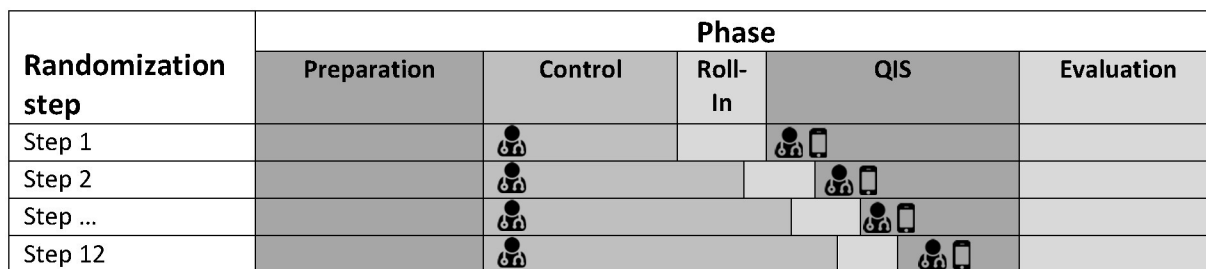 Phase
Randomization
step
Preparation
Control
Roll-
In
QIS
Evaluation
Step 1
Step 2
Step ...
Step 12